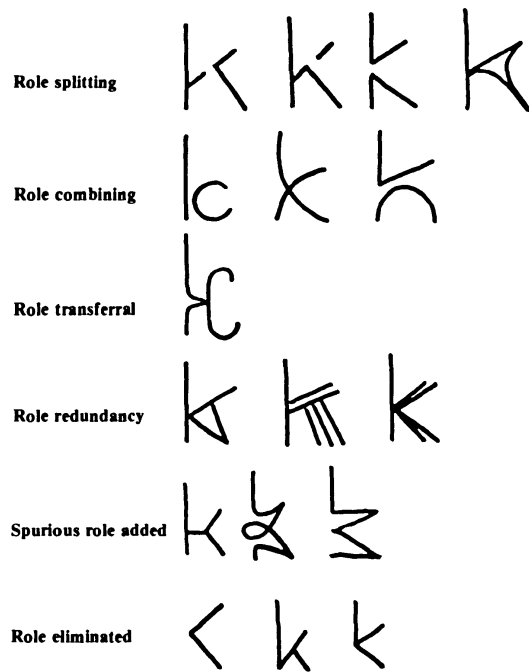 Role splitting
Role combining
Role transferral
Role redundancy
Spurious role added
Role eliminated